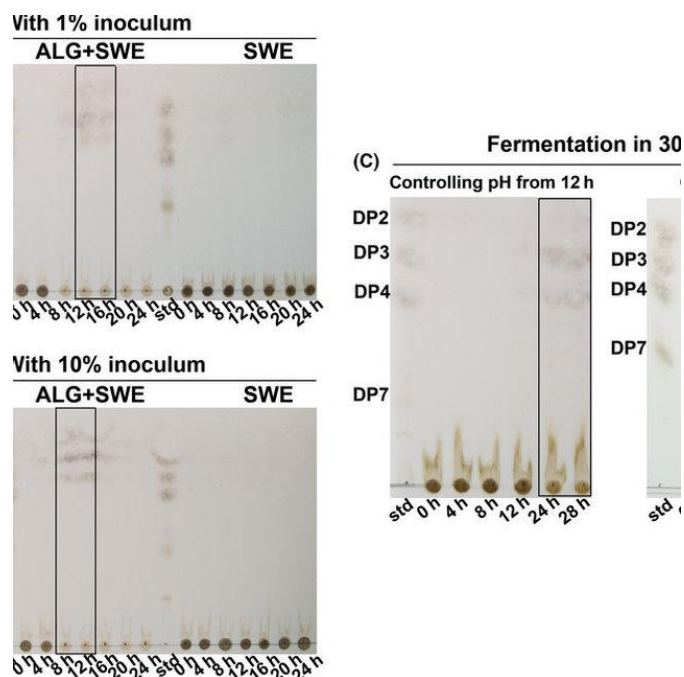 With 1% inoculum
ALG+SWE SWE
0 h 4 h 8 h 12 h 16 h 20 h 24 h std 0 h 4 h 8 h 12 h 16 h 20 h 24 h
With 10% inoculum
ALG+SWE SWE
0 h 4 h 8 h 12 h 16 h 20 h 24 h std 0 h 4 h 8 h 12 h 16 h 20 h 24 h
(C)
Fermentation in 30
Controlling pH from 12 h
DP2
DP3
DP4
DP7
std 0 h 4 h 8 h 12 h 24 h 28 h
DP2
DP3
DP4
DP7
std